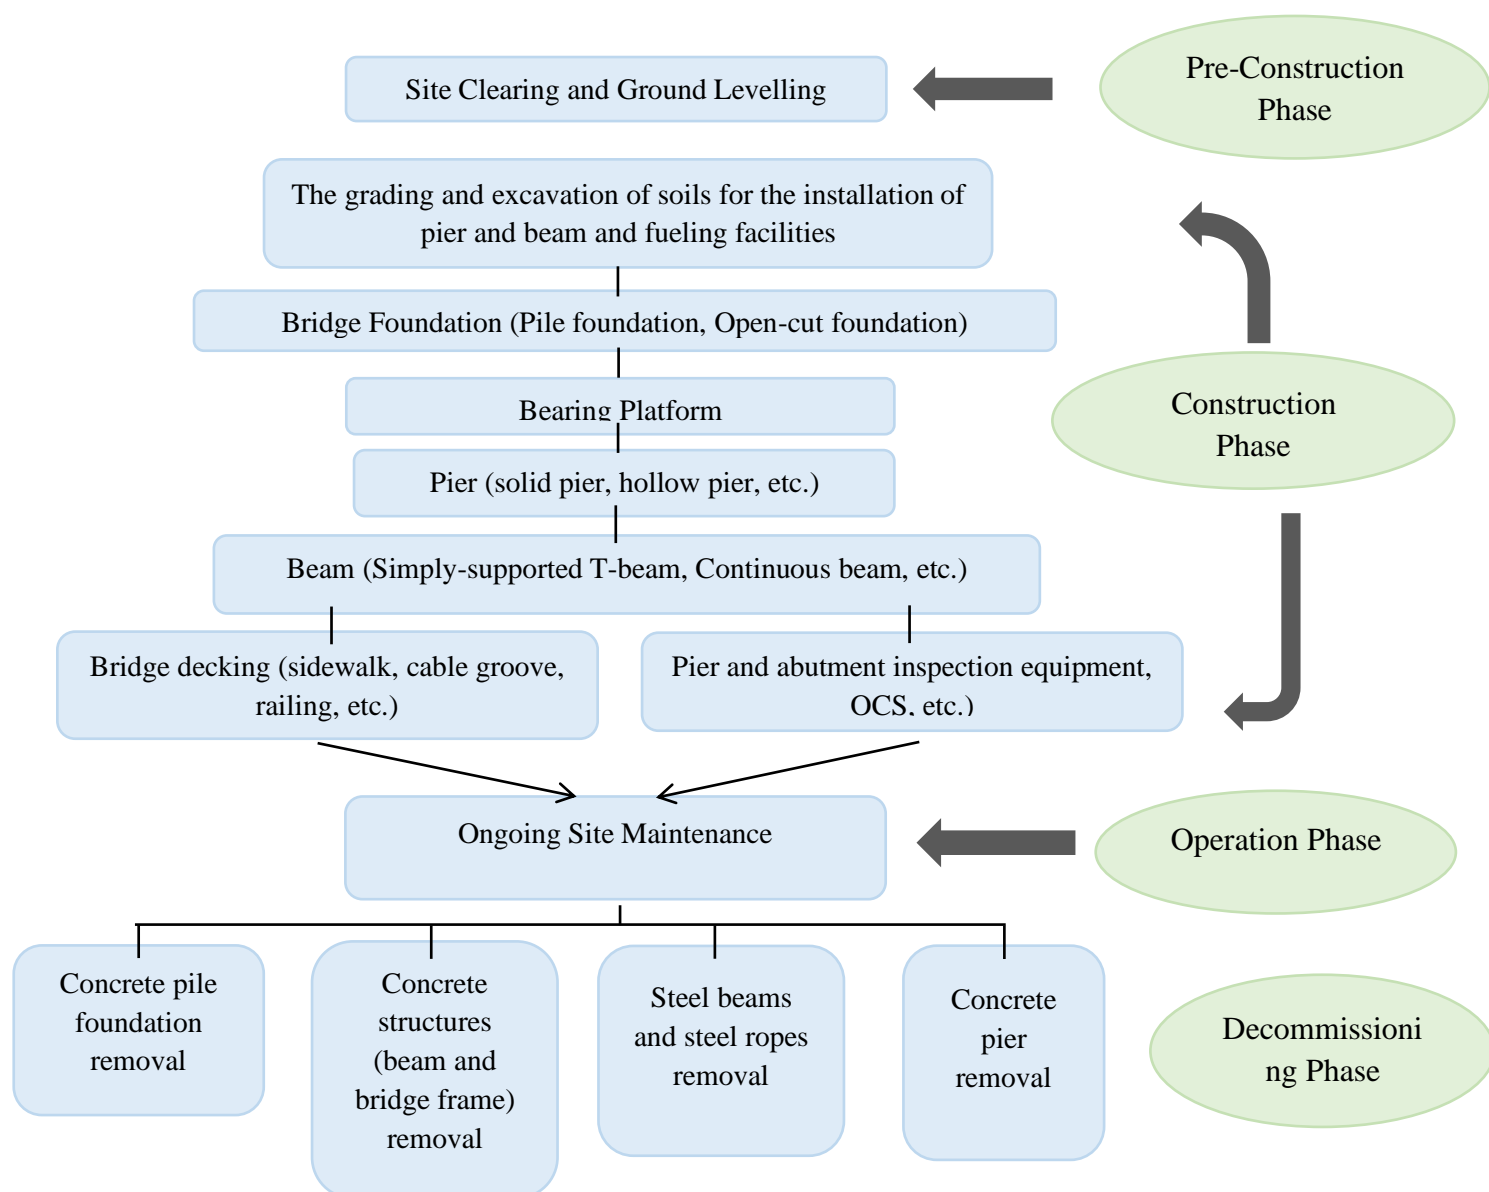 Site Clearing and Ground Levelling
Pre-Construction
Phase
The grading and excavation of soils for the installation of
pier and beam and fueling facilities
Bridge Foundation (Pile foundation, Open-cut foundation)
Bearing Platform
Construction
Phase
Pier (solid pier, hollow pier, etc.)
Beam (Simply-supported T-beam, Continuous beam, etc.)
Bridge decking (sidewalk, cable groove,
railing, etc.)
Pier and abutment inspection equipment,
OCS, etc.)
Ongoing Site Maintenance
Operation Phase
Concrete pile
foundation
removal
Concrete
structures
(beam and
bridge frame)
removal
Steel beams
and steel ropes
removal
Concrete
pier
removal
Decommissioni
ng Phase